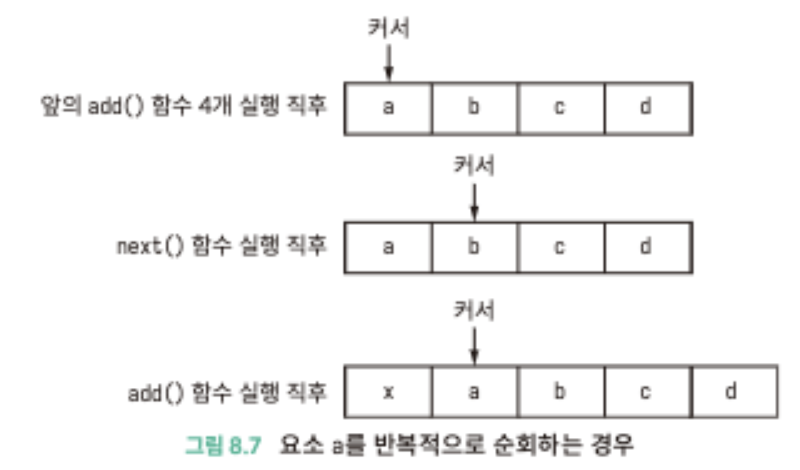 커서
앞의 add() 함수 4개 실행 직후 a b c d
커서
next() 함수 실행 직후 a b c d
커서
add() 함수 실행 직후 x a b c d
그림 8.7 요소 a를 반복적으로 순회하는 경우